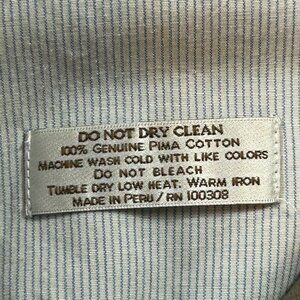 DO NOT DRY CLEAN
100% GENUINE PIMA COTTON
MACHINE WASH COLD WITH LIKE COLORS
DO NOT BLEACH
TUMBLE DRY LOW HEAT. WARM IRON
MADE IN PERU / RN 100308